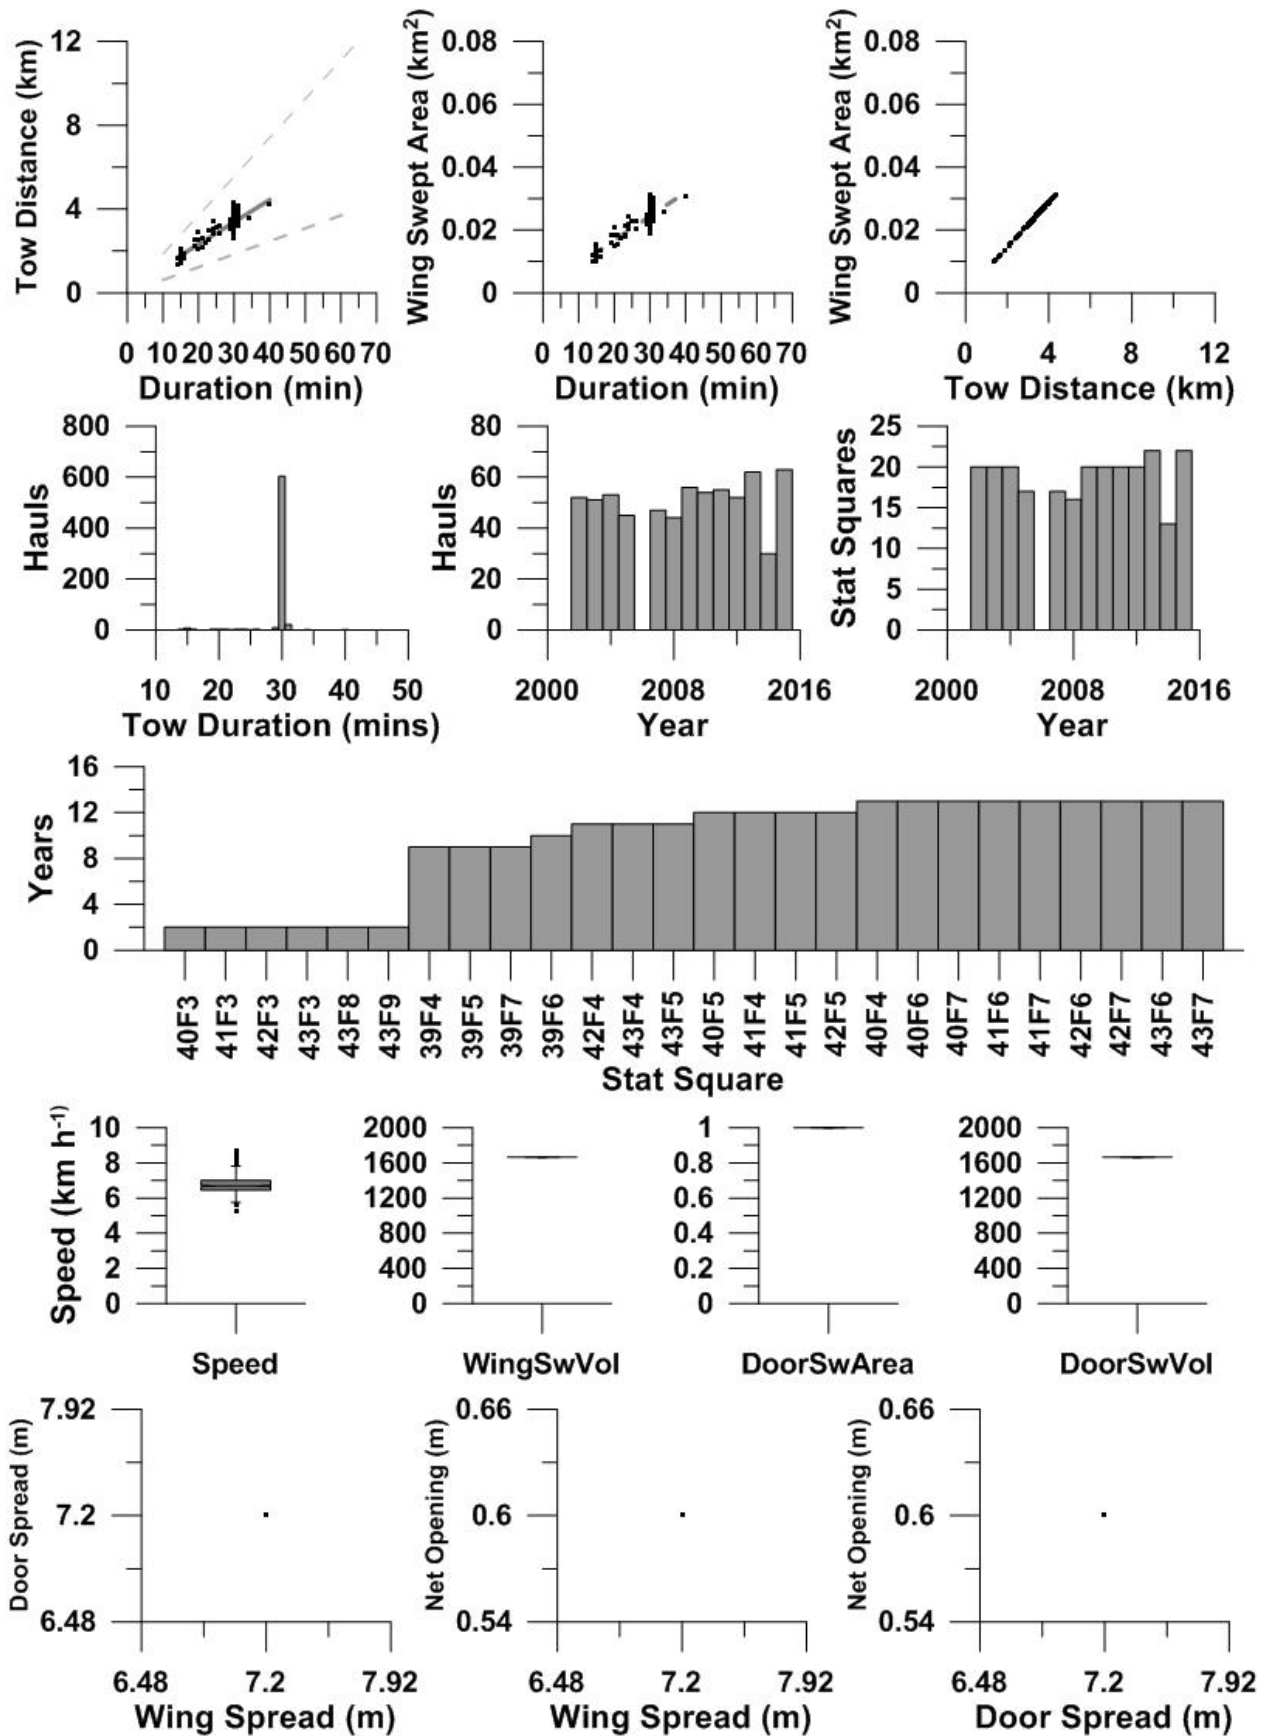 Tow Distance (km)
12
8
4
0
0 10 20 30 40 50 60 70
Duration (min)
Wing Swept Area (km²)
0.08
0.06
0.04
0.02
0
0 10 20 30 40 50 60 70
Duration (min)
Wing Swept Area (km²)
0.08
0.06
0.04
0.02
0
0 4 8 12
Tow Distance (km)
Hauls
800
600
400
200
0
10 20 30 40 50
Tow Duration (mins)
Hauls
80
60
40
20
0
2000 2008 2016
Year
Stat Squares
25
20
15
10
5
0
2000 2008 2016
Year
Years
16
12
8
4
0
40F3
41F3
42F3
43F3
43F8
43F9
39F4
39F5
39F7
39F6
42F4
43F4
43F5
40F5
41F4
41F5
42F5
40F4
40F6
40F7
41F6
41F7
42F6
42F7
43F6
43F7
Stat Square
Speed (km h⁻¹)
10
8
6
4
2
0
Speed
2000
1600
1200
800
400
0
WingSwVol
1
0.8
0.6
0.4
0.2
0
DoorSwArea
2000
1600
1200
800
400
0
DoorSwVol
Door Spread (m)
7.92
7.2
6.48
6.48 7.2 7.92
Wing Spread (m)
Net Opening (m)
0.66
0.6
0.54
6.48 7.2 7.92
Wing Spread (m)
Net Opening (m)
0.66
0.6
0.54
6.48 7.2 7.92
Door Spread (m)